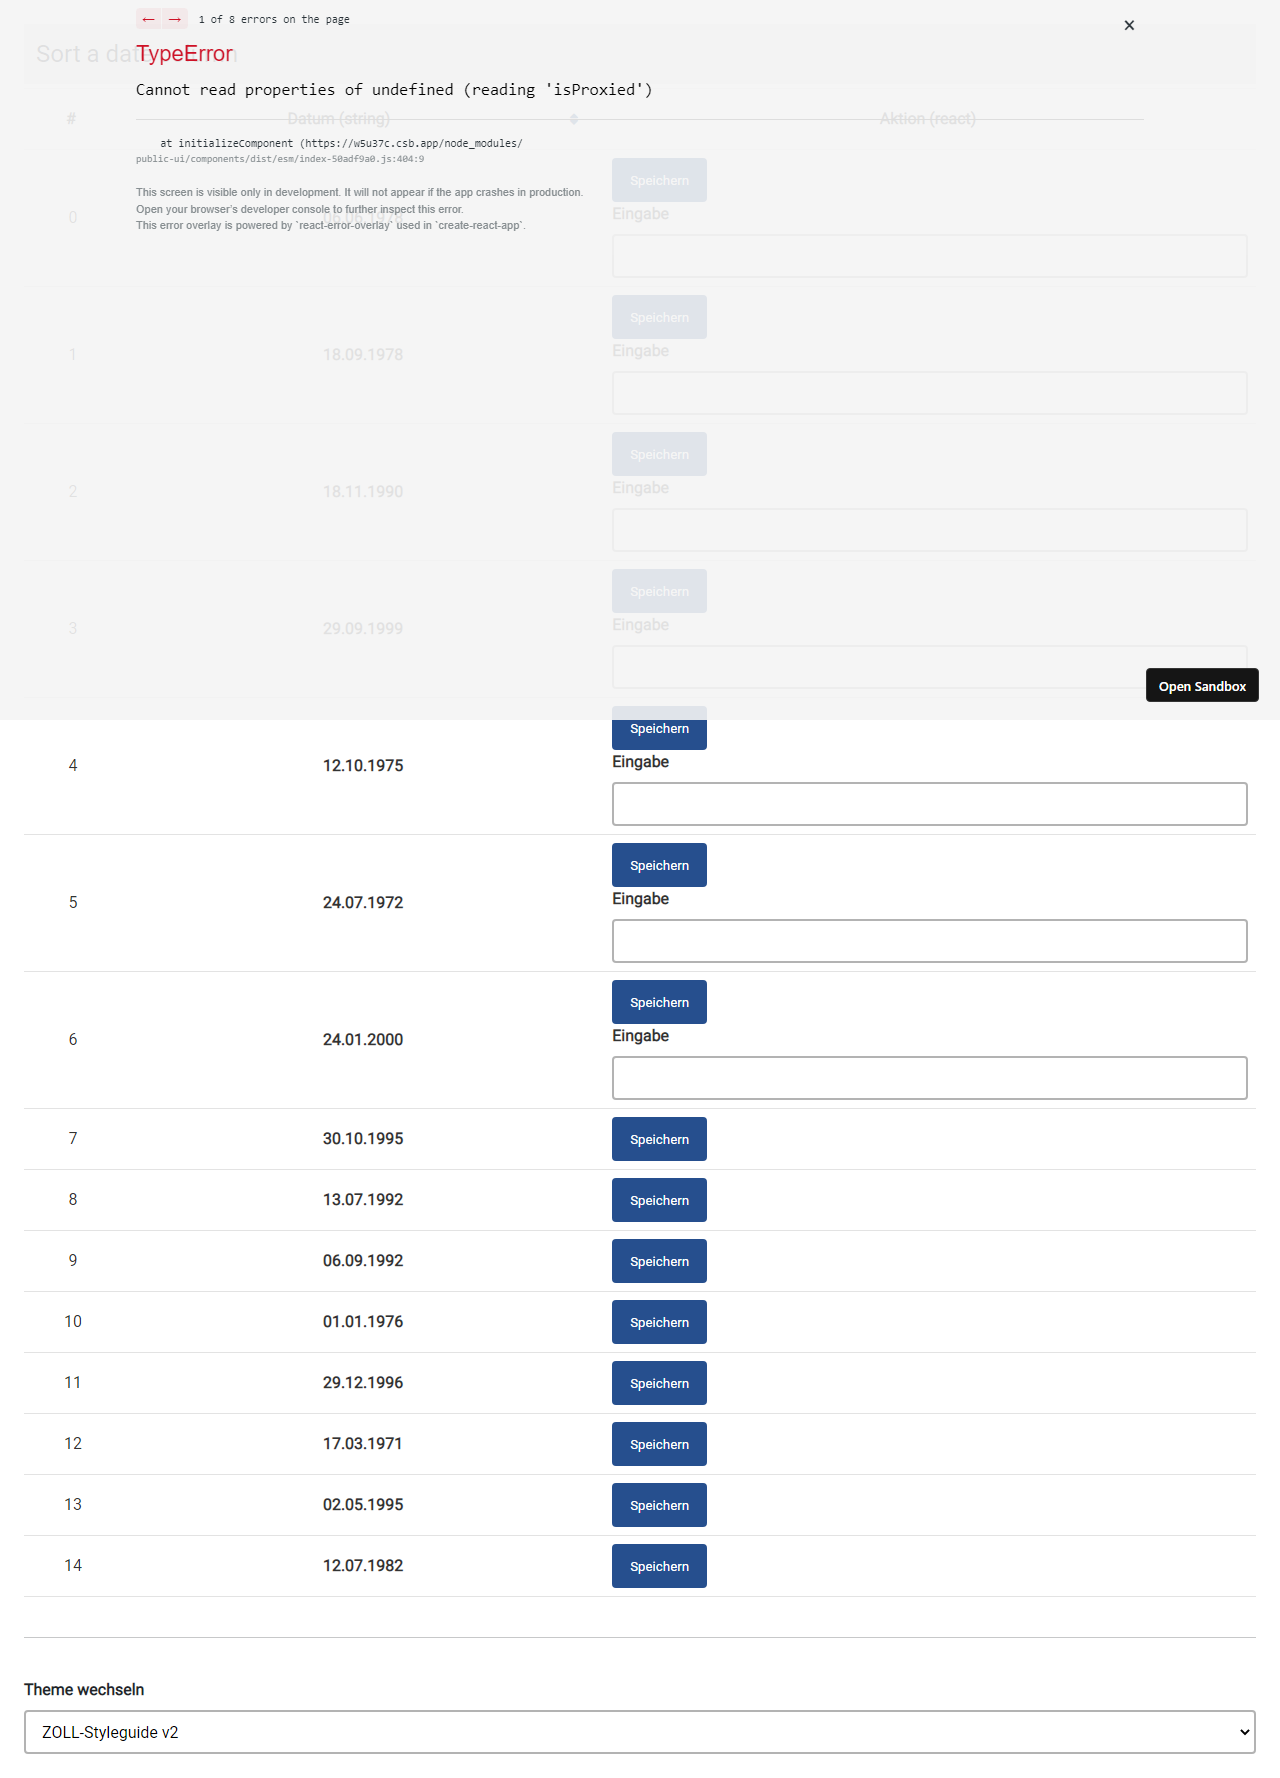 ← → 1 of 8 errors on the page
×
Sort a dat
TypeError
Cannot read properties of undefined (reading 'isProxied')
# Datum (string) Aktion (react)
at initializeComponent (https://w5u37c.csb.app/node_modules/
public-ui/components/dist/esm/index-50adf9a0.js:404:9
This screen is visible only in development. It will not appear if the app crashes in production.
Open your browser's developer console to further inspect this error.
This error overlay is powered by `react-error-overlay` used in `create-react-app`.
Speichern
0 06.06.1978 Eingabe
Speichern
1 18.09.1978 Eingabe
Speichern
2 18.11.1990 Eingabe
Speichern
3 29.09.1999 Eingabe
Open Sandbox
Speichern
4 12.10.1975 Eingabe
Speichern
5 24.07.1972 Eingabe
Speichern
6 24.01.2000 Eingabe
7 30.10.1995 Speichern
8 13.07.1992 Speichern
9 06.09.1992 Speichern
10 01.01.1976 Speichern
11 29.12.1996 Speichern
12 17.03.1971 Speichern
13 02.05.1995 Speichern
14 12.07.1982 Speichern
Theme wechseln
ZOLL-Styleguide v2